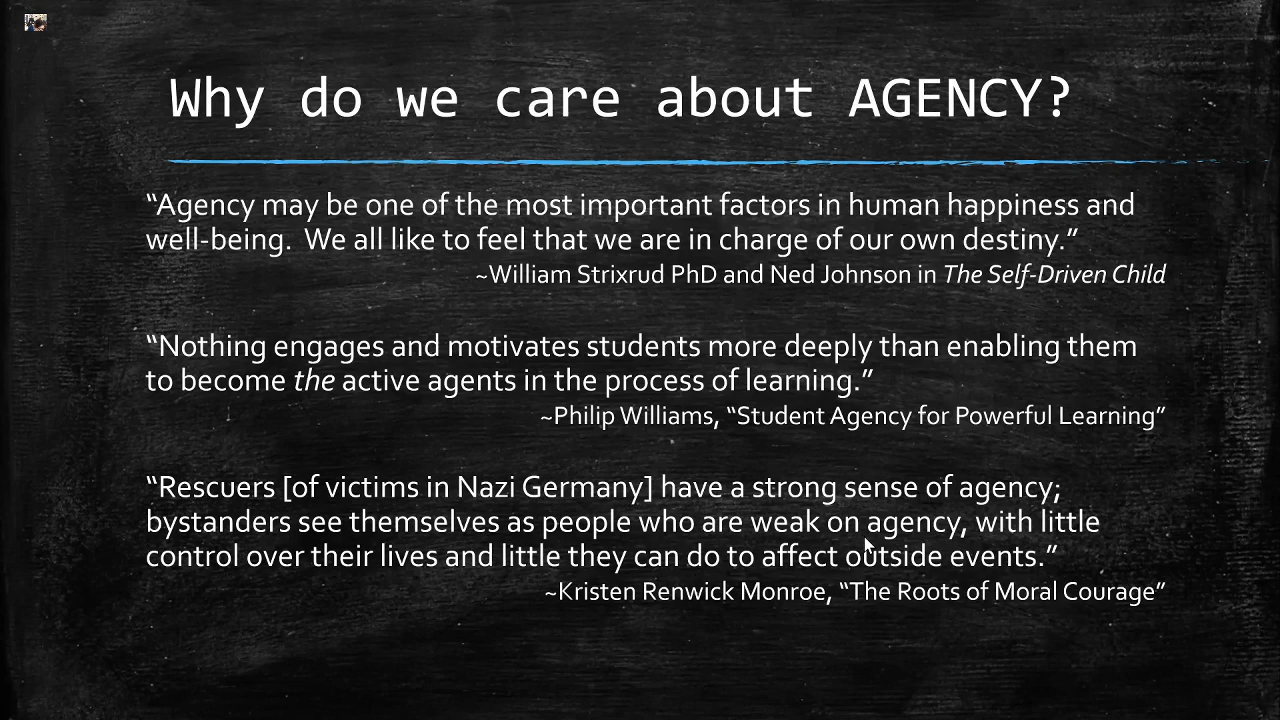 Why do we care about AGENCY?
“Agency may be one of the most important factors in human happiness and
well-being.  We all like to feel that we are in charge of our own destiny.”
~William Strixrud PhD and Ned Johnson in The Self-Driven Child
“Nothing engages and motivates students more deeply than enabling them
to become the active agents in the process of learning.”
~Philip Williams, “Student Agency for Powerful Learning”
“Rescuers [of victims in Nazi Germany] have a strong sense of agency;
bystanders see themselves as people who are weak on agency, with little
control over their lives and little they can do to affect outside events.”
~Kristen Renwick Monroe, “The Roots of Moral Courage”